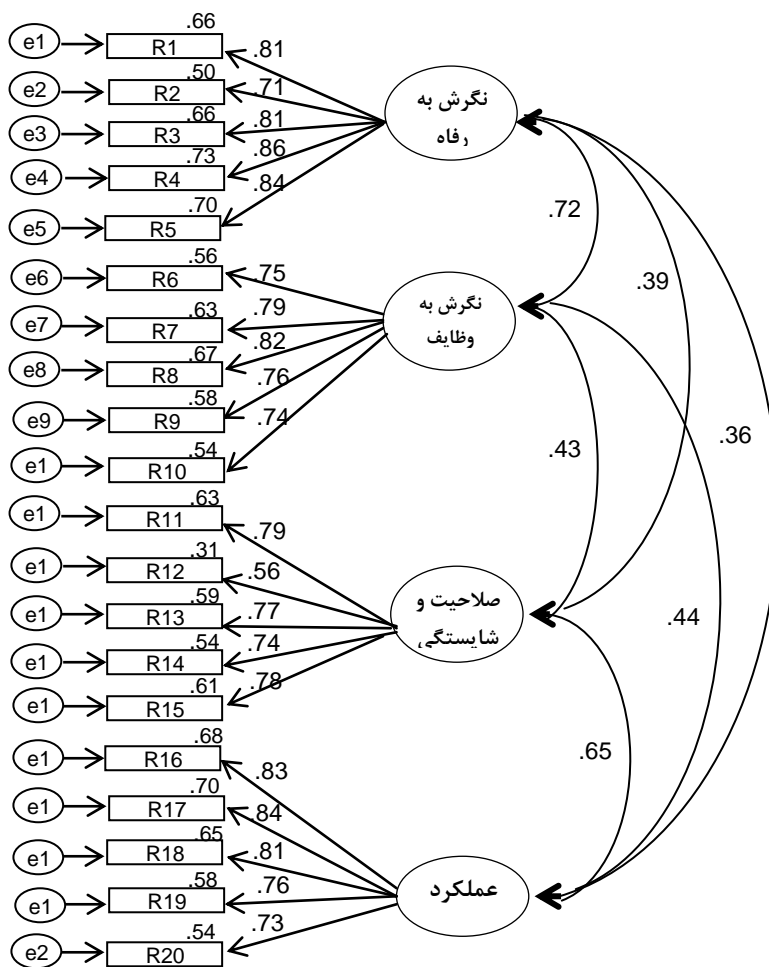 .66
e1 R1 .81
.50
e2 R2 .71
.66
e3 R3 .81
.73
e4 R4 .86
.70
e5 R5 .84
نگرش به
رفاه
.56
e6 R6 .75
.63
e7 R7 .79
.67
e8 R8 .82
.58
e9 R9 .76
.54
e1 R10 .74
نگرش به
وظایف
.63
e1 R11 .79
.31
e1 R12 .56
.59
e1 R13 .77
.54
e1 R14 .74
.61
e1 R15 .78
صلاحیت و
شایستگی
.68
e1 R16 .83
.70
e1 R17 .84
.65
e1 R18 .81
.58
e1 R19 .76
.54
e2 R20 .73
عملکرد
.72
.39
.36
.43
.44
.65